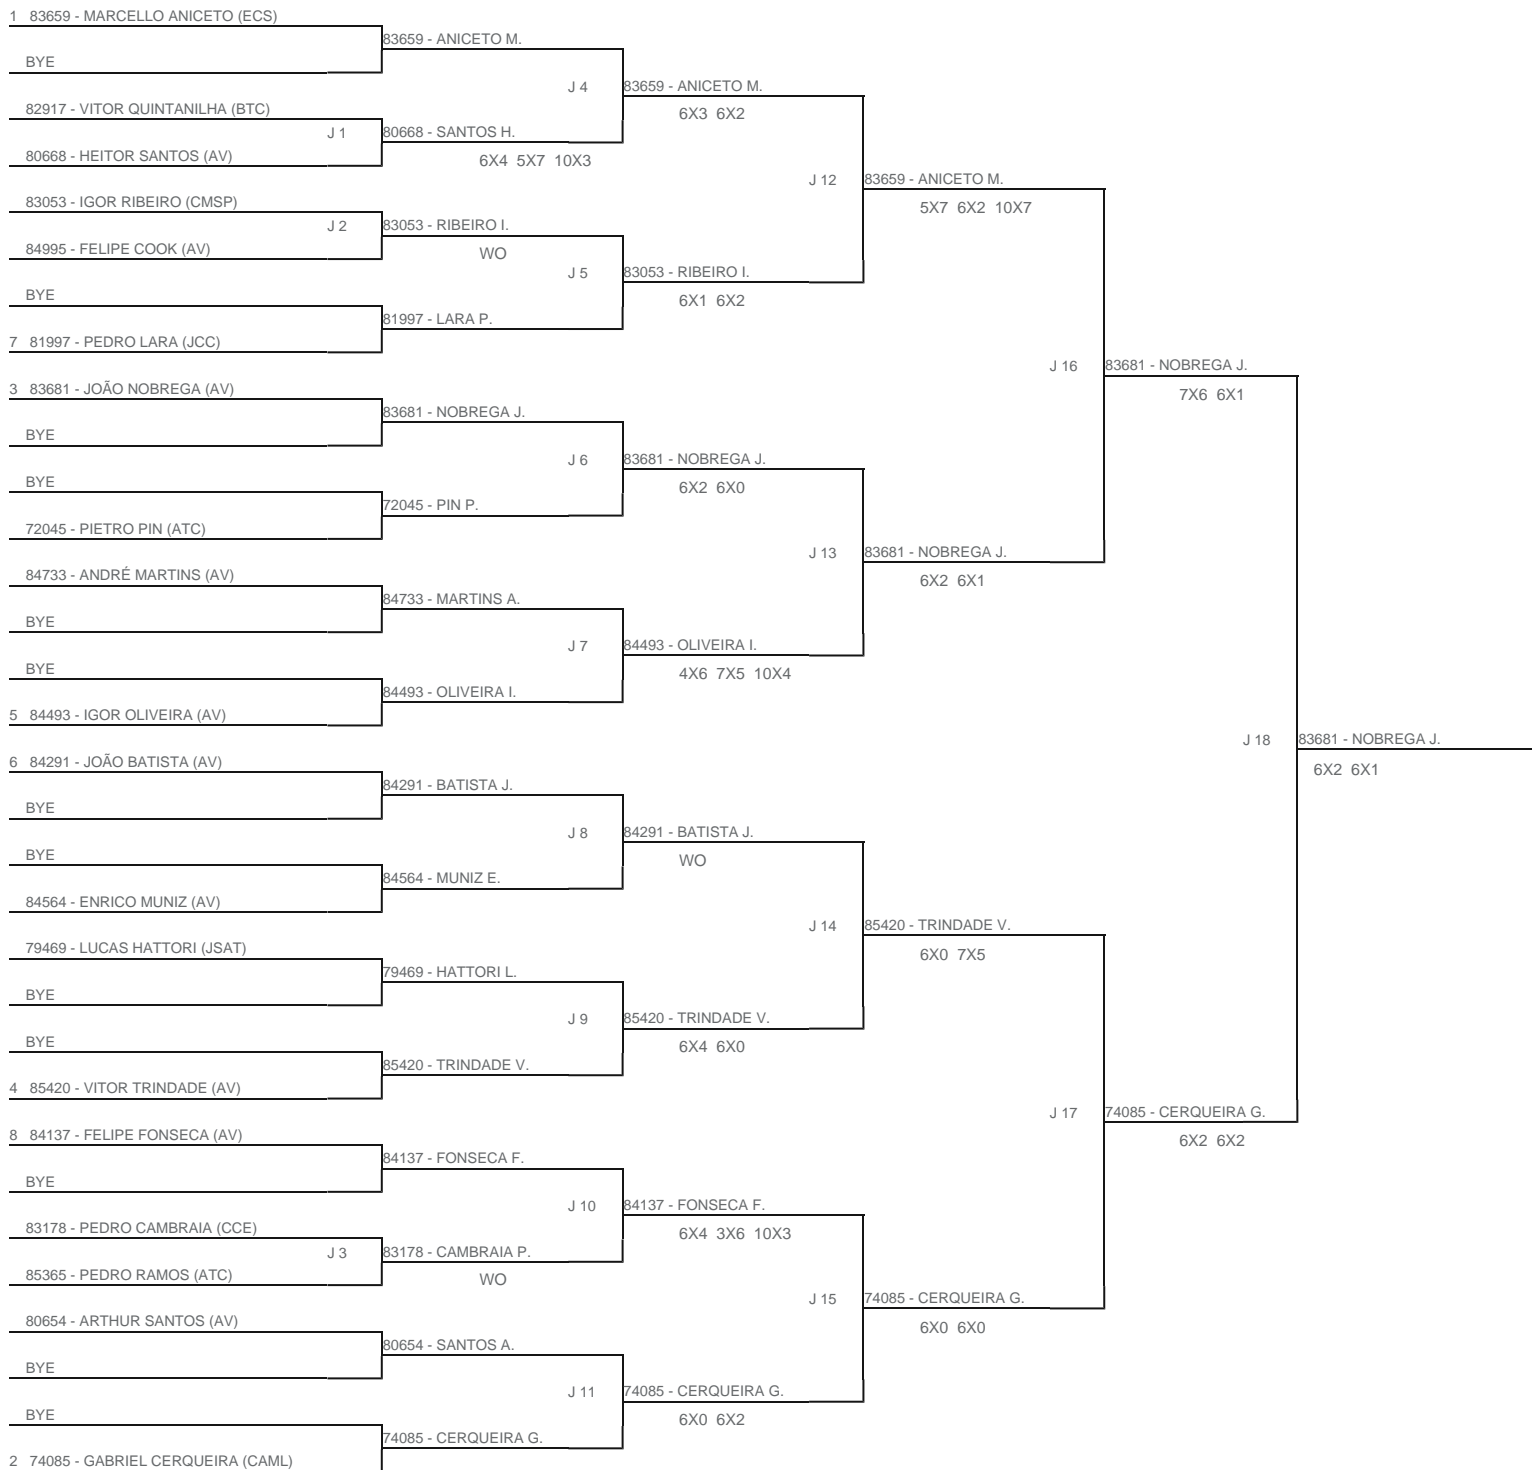 1 83659 - MARCELLO ANICETO (ECS)
83659 - ANICETO M.
BYE
J 4
83659 - ANICETO M.
6X3 6X2
82917 - VITOR QUINTANILHA (BTC)
J 1
80668 - SANTOS H.
80668 - HEITOR SANTOS (AV)
6X4 5X7 10X3
J 12
83659 - ANICETO M.
5X7 6X2 10X7
83053 - IGOR RIBEIRO (CMSP)
J 2
83053 - RIBEIRO I.
84995 - FELIPE COOK (AV)
WO
J 5
83053 - RIBEIRO I.
6X1 6X2
BYE
81997 - LARA P.
7 81997 - PEDRO LARA (JCC)
J 16
83681 - NOBREGA J.
7X6 6X1
3 83681 - JOÃO NOBREGA (AV)
83681 - NOBREGA J.
BYE
J 6
83681 - NOBREGA J.
6X2 6X0
BYE
72045 - PIN P.
72045 - PIETRO PIN (ATC)
J 13
83681 - NOBREGA J.
6X2 6X1
84733 - ANDRÉ MARTINS (AV)
84733 - MARTINS A.
BYE
J 7
84493 - OLIVEIRA I.
4X6 7X5 10X4
BYE
84493 - OLIVEIRA I.
5 84493 - IGOR OLIVEIRA (AV)
J 18
83681 - NOBREGA J.
6X2 6X1
6 84291 - JOÃO BATISTA (AV)
84291 - BATISTA J.
BYE
J 8
84291 - BATISTA J.
WO
BYE
84564 - MUNIZ E.
84564 - ENRICO MUNIZ (AV)
J 14
85420 - TRINDADE V.
6X0 7X5
79469 - LUCAS HATTORI (JSAT)
79469 - HATTORI L.
BYE
J 9
85420 - TRINDADE V.
6X4 6X0
BYE
85420 - TRINDADE V.
4 85420 - VITOR TRINDADE (AV)
J 17
74085 - CERQUEIRA G.
6X2 6X2
8 84137 - FELIPE FONSECA (AV)
84137 - FONSECA F.
BYE
J 10
84137 - FONSECA F.
6X4 3X6 10X3
83178 - PEDRO CAMBRAIA (CCE)
J 3
83178 - CAMBRAIA P.
85365 - PEDRO RAMOS (ATC)
WO
J 15
74085 - CERQUEIRA G.
6X0 6X0
80654 - ARTHUR SANTOS (AV)
80654 - SANTOS A.
BYE
J 11
74085 - CERQUEIRA G.
6X0 6X2
BYE
74085 - CERQUEIRA G.
2 74085 - GABRIEL CERQUEIRA (CAML)